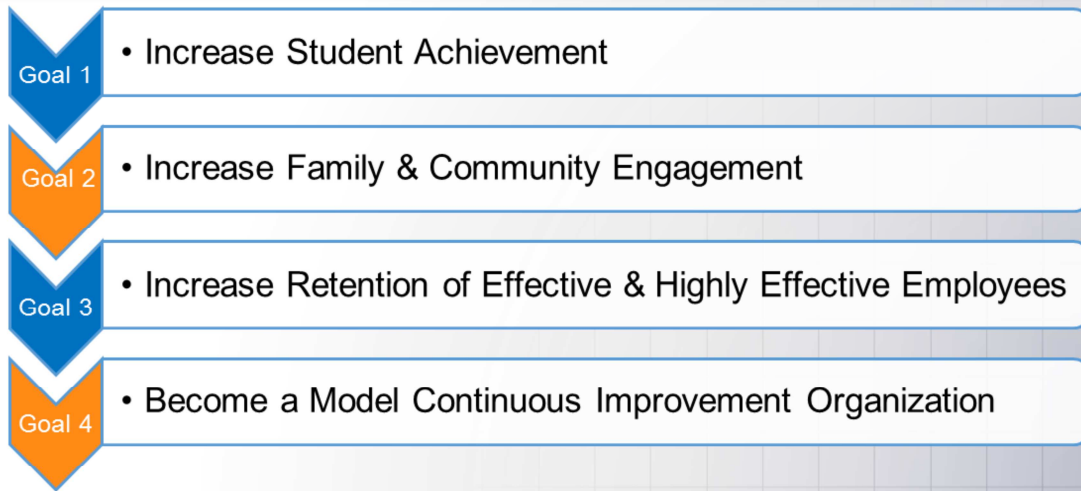 Goal 1
• Increase Student Achievement
Goal 2
• Increase Family & Community Engagement
Goal 3
• Increase Retention of Effective & Highly Effective Employees
Goal 4
• Become a Model Continuous Improvement Organization